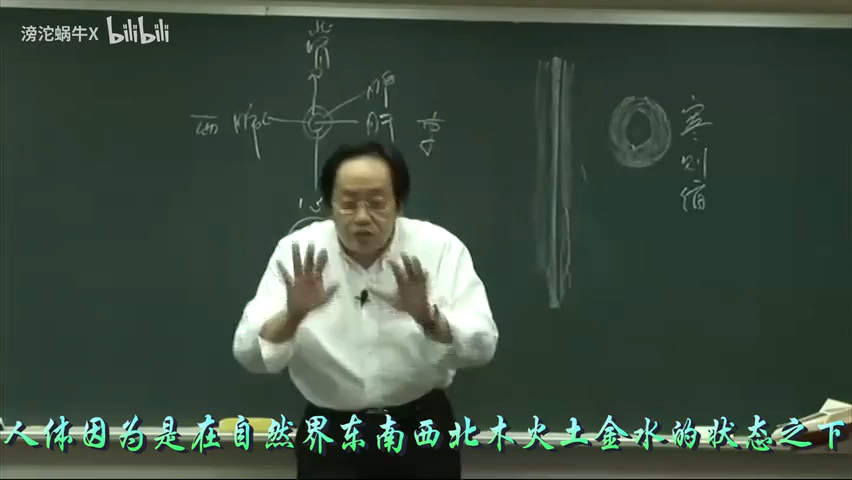 滂沱蜗牛X bilibili
北
肾
西 肺
肝
东
寒
则
缩
人体因为是在自然界东南西北木火土金水的状态之下